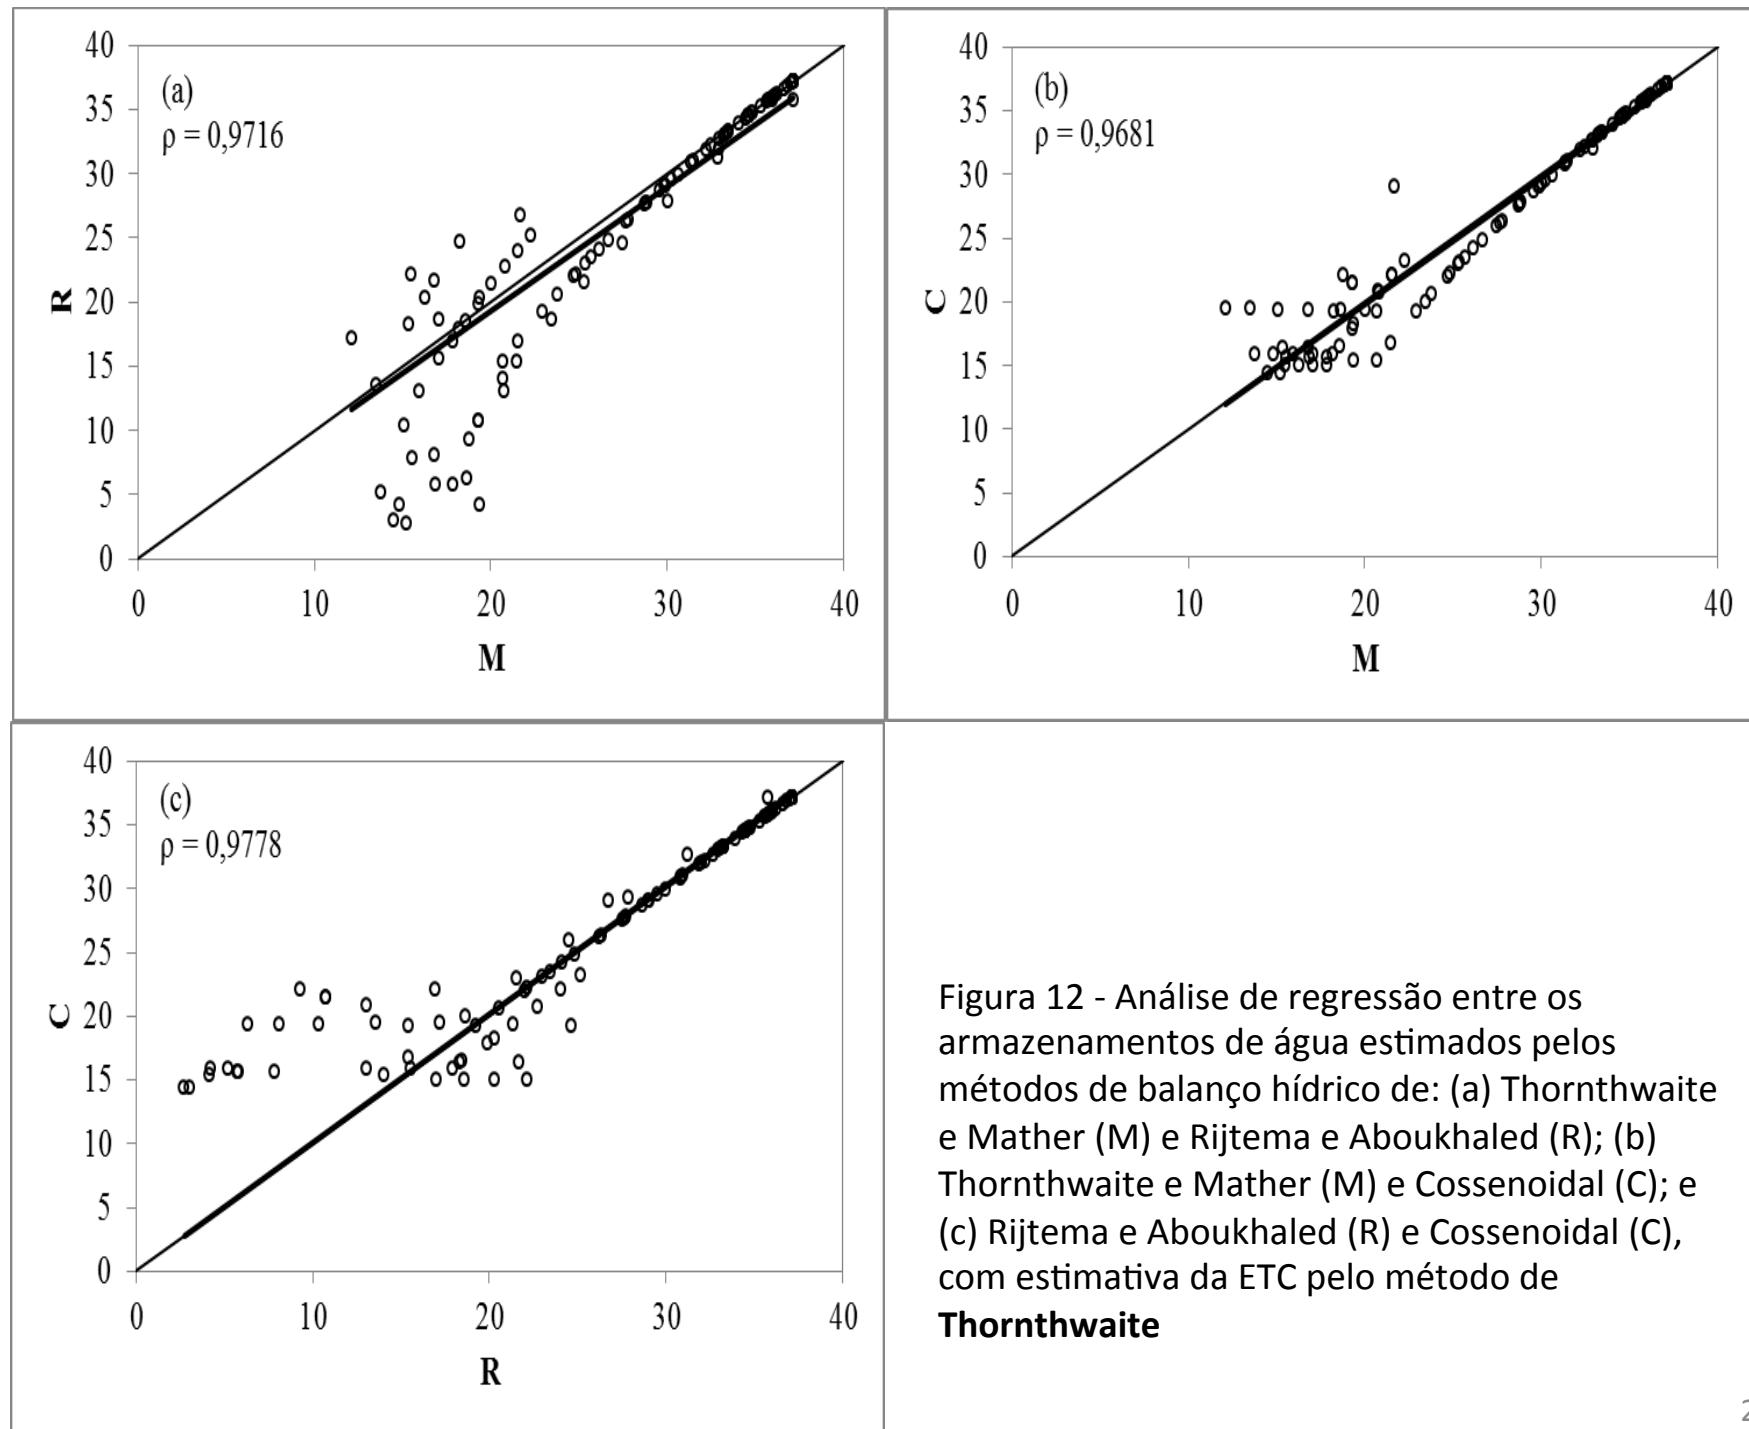 (a)
ρ = 0,9716
40
35
30
25
20
15
10
5
0
R
0 10 20 30 40
M
(b)
ρ = 0,9681
40
35
30
25
20
15
10
5
0
C
0 10 20 30 40
M
(c)
ρ = 0,9778
40
35
30
25
20
15
10
5
0
C
0 10 20 30 40
R
Figura 12 - Análise de regressão entre os
armazenamentos de água estimados pelos
métodos de balanço hídrico de: (a) Thornthwaite
e Mather (M) e Rijtema e Aboukhaled (R); (b)
Thornthwaite e Mather (M) e Cossenoidal (C); e
(c) Rijtema e Aboukhaled (R) e Cossenoidal (C),
com estimativa da ETC pelo método de
Thornthwaite